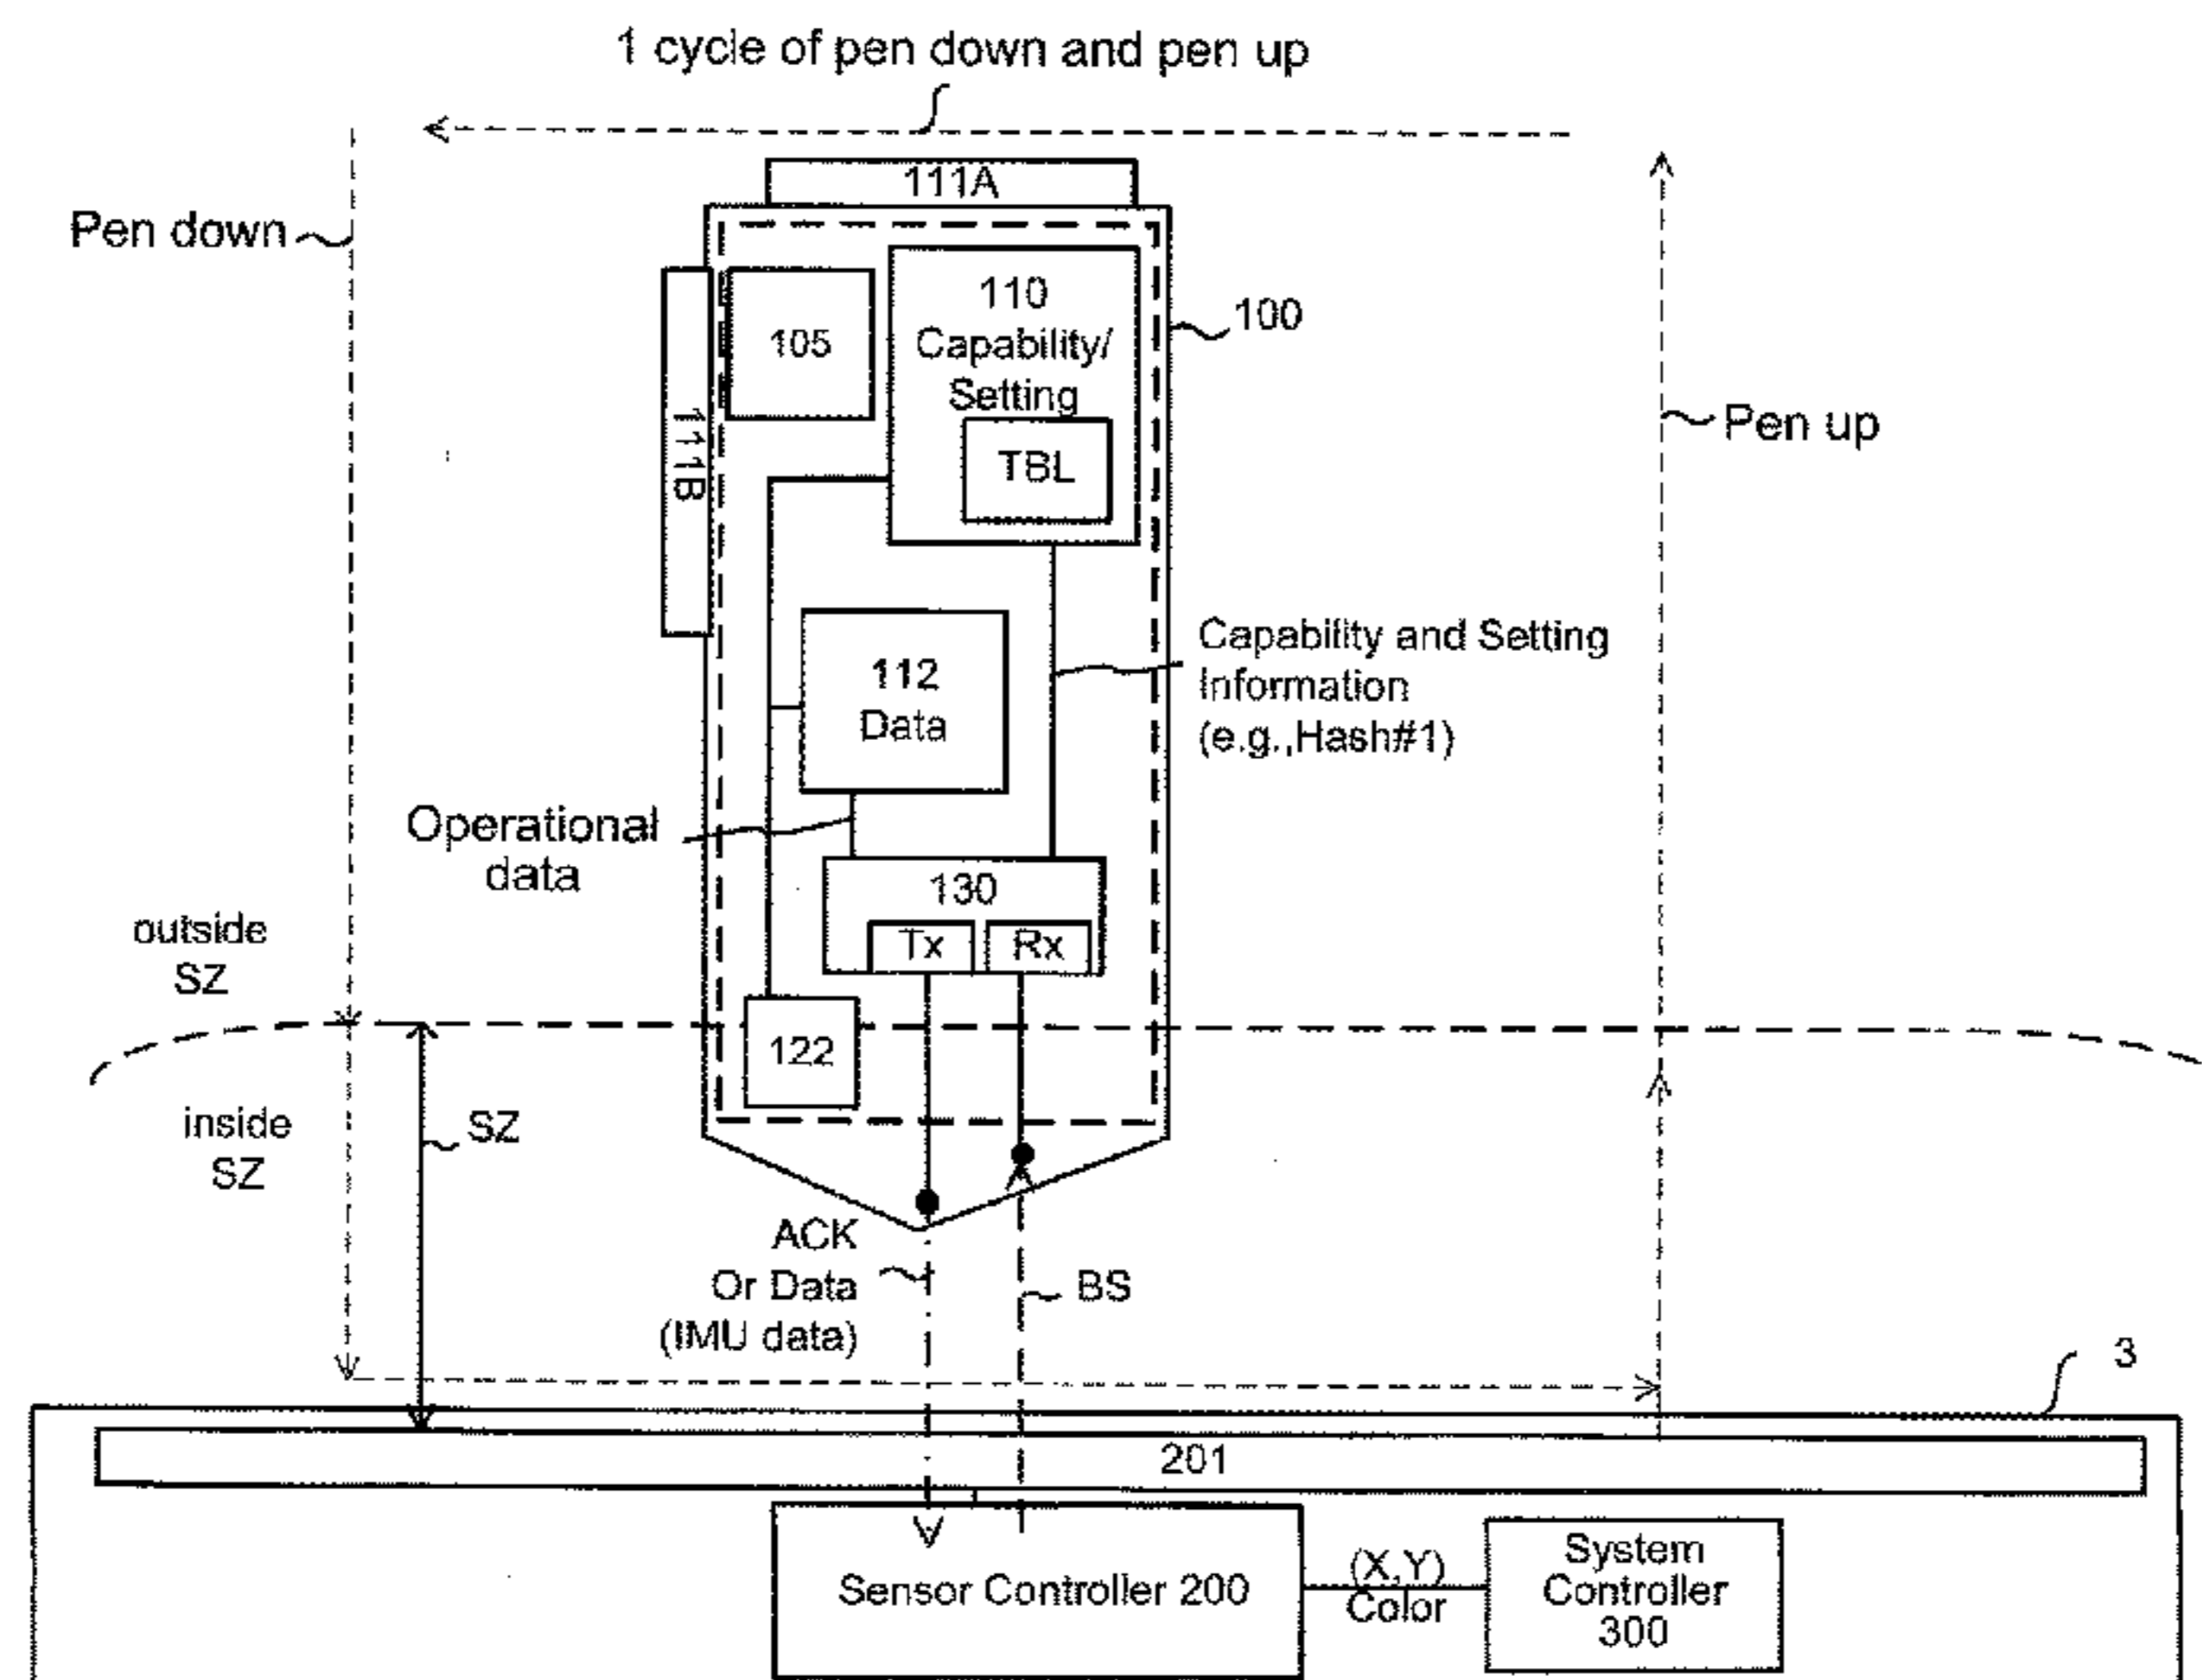 1 cycle of pen down and pen up
111A
Pen down
105
110
Capability/
Setting
TBL
100
111B
Pen up
112
Data
Capability and Setting
Information
(e.g.,Hash#1)
Operational
data
130
Tx
Rx
outside
SZ
122
inside
SZ
SZ
ACK
Or Data
(IMU data)
BS
3
201
Sensor Controller 200
(X,Y)
Color
System
Controller
300